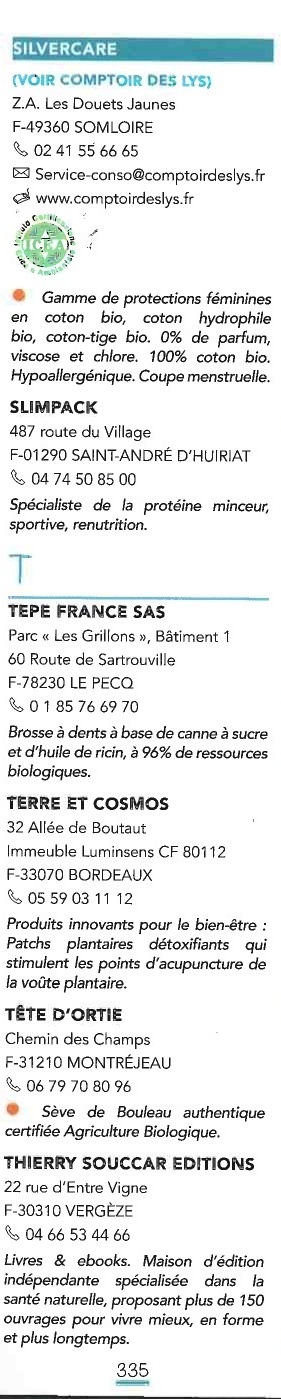 SILVERCARE
(VOIR COMPTOIR DES LYS)
Z.A. Les Douets Jaunes
F-49360 SOMLOIRE
02 41 55 66 65
Service-conso@comptoirdeslys.fr
www.comptoirdeslys.fr
Gamme de protections féminines
en coton bio, coton hydrophile
bio, coton-tige bio. 0% de parfum,
viscose et chlore. 100% coton bio.
Hypoallergénique. Coupe menstruelle.
SLIMPACK
487 route du Village
F-01290 SAINT-ANDRÉ D'HUIRIAT
04 74 50 85 00
Spécialiste de la protéine minceur,
sportive, renutrition.
T
TEPE FRANCE SAS
Parc « Les Grillons », Bâtiment 1
60 Route de Sartrouville
F-78230 LE PECQ
0 1 85 76 69 70
Brosse à dents à base de canne à sucre
et d'huile de ricin, à 96% de ressources
biologiques.
TERRE ET COSMOS
32 Allée de Boutaut
Immeuble Luminsens CF 80112
F-33070 BORDEAUX
05 59 03 11 12
Produits innovants pour le bien-être :
Patchs plantaires détoxifiants qui
stimulent les points d'acupuncture de
la voûte plantaire.
TÊTE D'ORTIE
Chemin des Champs
F-31210 MONTRÉJEAU
06 79 70 80 96
Sève de Bouleau authentique
certifiée Agriculture Biologique.
THIERRY SOUCCAR EDITIONS
22 rue d'Entre Vigne
F-30310 VERGÈZE
04 66 53 44 66
Livres & ebooks. Maison d'édition
indépendante spécialisée dans la
santé naturelle, proposant plus de 150
ouvrages pour vivre mieux, en forme
et plus longtemps.
335